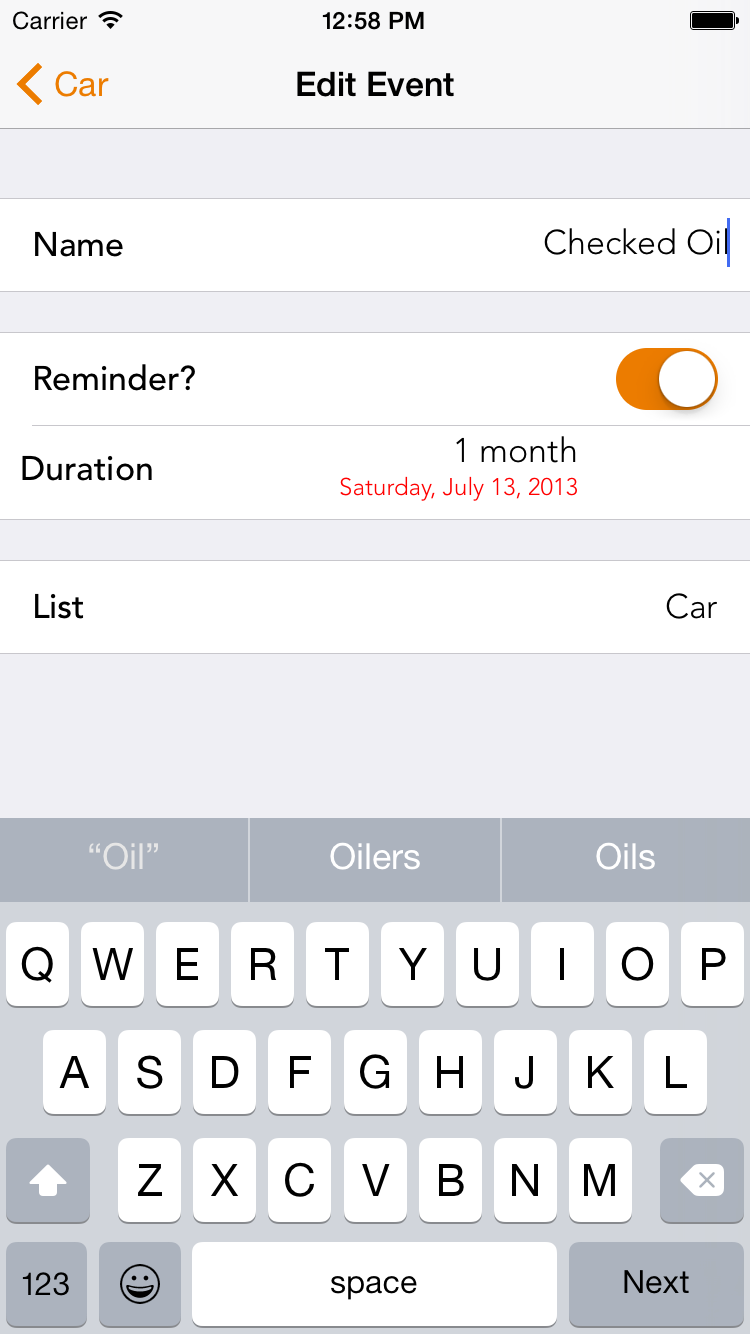 Carrier 12:58 PM
Car Edit Event
Name Checked Oil
Reminder?
Duration 1 month
Saturday, July 13, 2013
List Car
“Oil” Oilers Oils
Q W E R T Y U I O P
A S D F G H J K L
Z X C V B N M
123 space Next